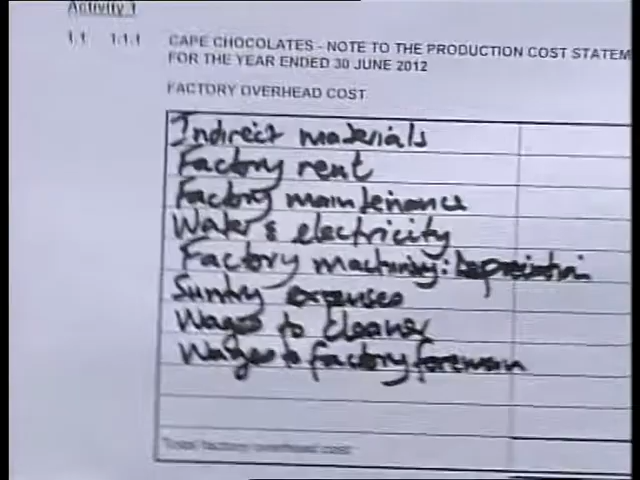 Activity 1
1.1 1.1.1 CAPE CHOCOLATES - NOTE TO THE PRODUCTION COST STATEM
FOR THE YEAR ENDED 30 JUNE 2012
FACTORY OVERHEAD COST
Indirect materials
Factory rent
Factory maintenance
Water & electricity
Factory machinery: Depreciation
Sundry expenses
Wages to cleaner
Wages to factory foreman
Total factory overhead cost